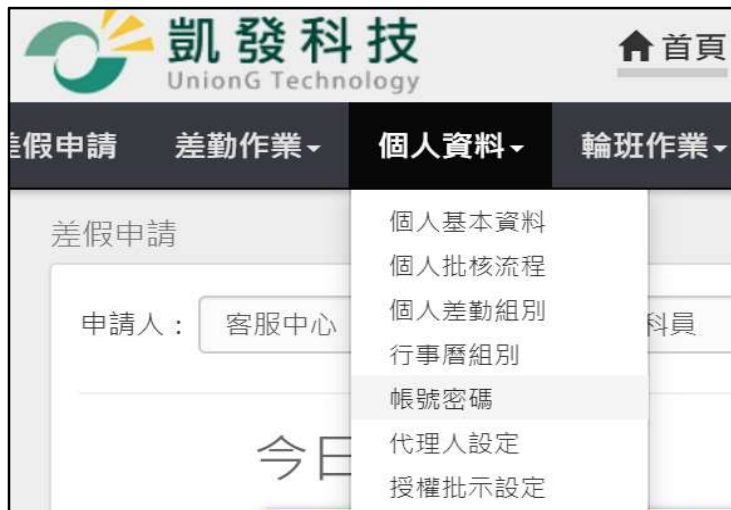 凱發科技
UnionG Technology
首頁
差假申請 差勤作業 個人資料 輪班作業
差假申請
個人基本資料
個人批核流程
申請人： 客服中心 個人差勤組別 科員
行事曆組別
帳號密碼
今日 代理人設定
授權批示設定